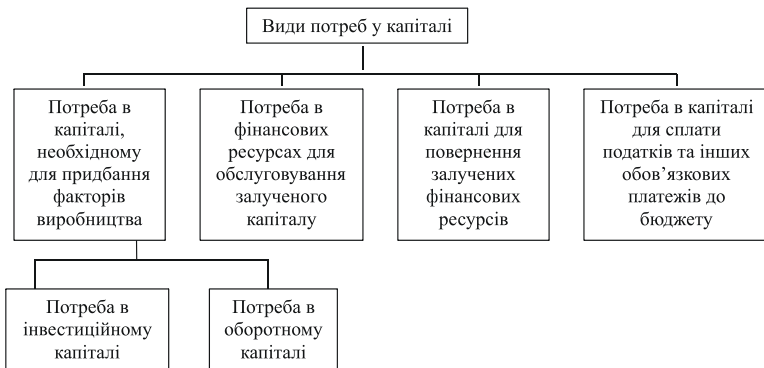 Види потреб у капіталі
Потреба в
капіталі,
необхідному
для придбання
факторів
виробництва
Потреба в
фінансових
ресурсах для
обслуговування
залученого
капіталу
Потреба в
капіталі для
повернення
залучених
фінансових
ресурсів
Потреба в капіталі
для сплати
податків та інших
обов’язкових
платежів до
бюджету
Потреба в
інвестиційному
капіталі
Потреба в
оборотному
капіталі